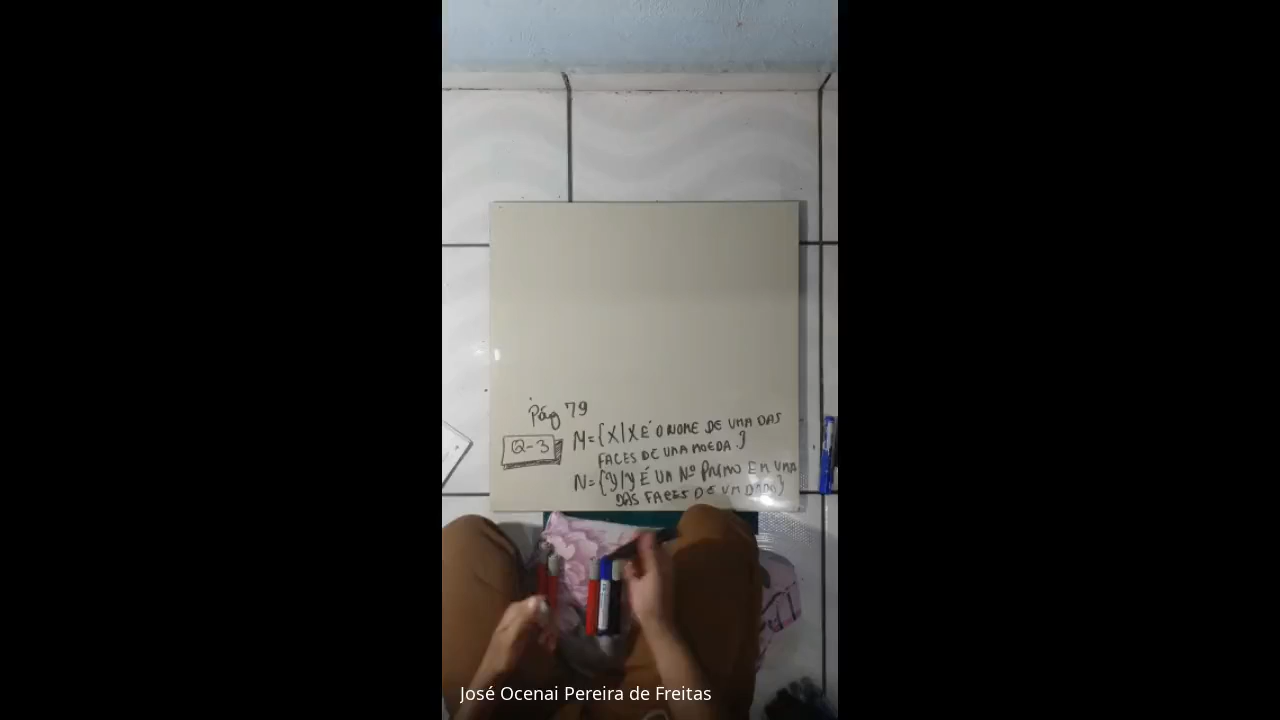 Pág 79
Q-3
M={X/X É O NOME DE UMA DAS
FACES DE UMA MOEDA.}
N={Y/Y É UM Nº PRIMO EM UMA
DAS FACES DE UM DADO}
José Ocenai Pereira de Freitas